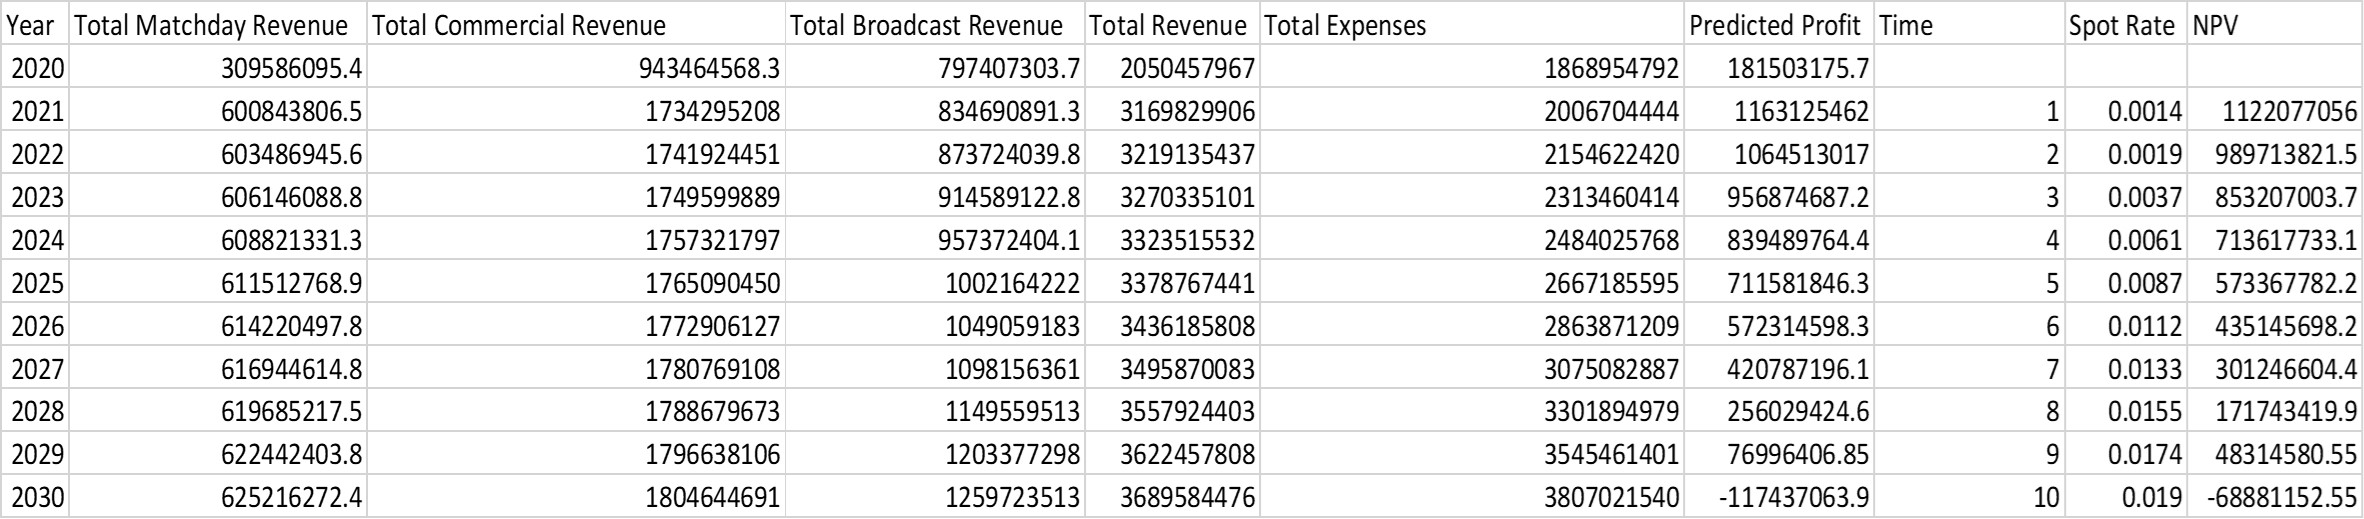 Year Total Matchday Revenue Total Commercial Revenue Total Broadcast Revenue Total Revenue Total Expenses Predicted Profit Time Spot Rate NPV
2020 309586095.4 943464568.3 797407303.7 2050457967 1868954792 181503175.7
2021 600843806.5 1734295208 834690891.3 3169829906 2006704444 1163125462 1 0.0014 1122077056
2022 603486945.6 1741924451 873724039.8 3219135437 2154622420 1064513017 2 0.0019 989713821.5
2023 606146088.8 1749599889 914589122.8 3270335101 2313460414 956874687.2 3 0.0037 853207003.7
2024 608821331.3 1757321797 957372404.1 3323515532 2484025768 839489764.4 4 0.0061 713617733.1
2025 611512768.9 1765090450 1002164222 3378767441 2667185595 711581846.3 5 0.0087 573367782.2
2026 614220497.8 1772906127 1049059183 3436185808 2863871209 572314598.3 6 0.0112 435145698.2
2027 616944614.8 1780769108 1098156361 3495870083 3075082887 420787196.1 7 0.0133 301246604.4
2028 619685217.5 1788679673 1149559513 3557924403 3301894979 256029424.6 8 0.0155 171743419.9
2029 622442403.8 1796638106 1203377298 3622457808 3545461401 76996406.85 9 0.0174 48314580.55
2030 625216272.4 1804644691 1259723513 3689584476 3807021540 -117437063.9 10 0.019 -68881152.55